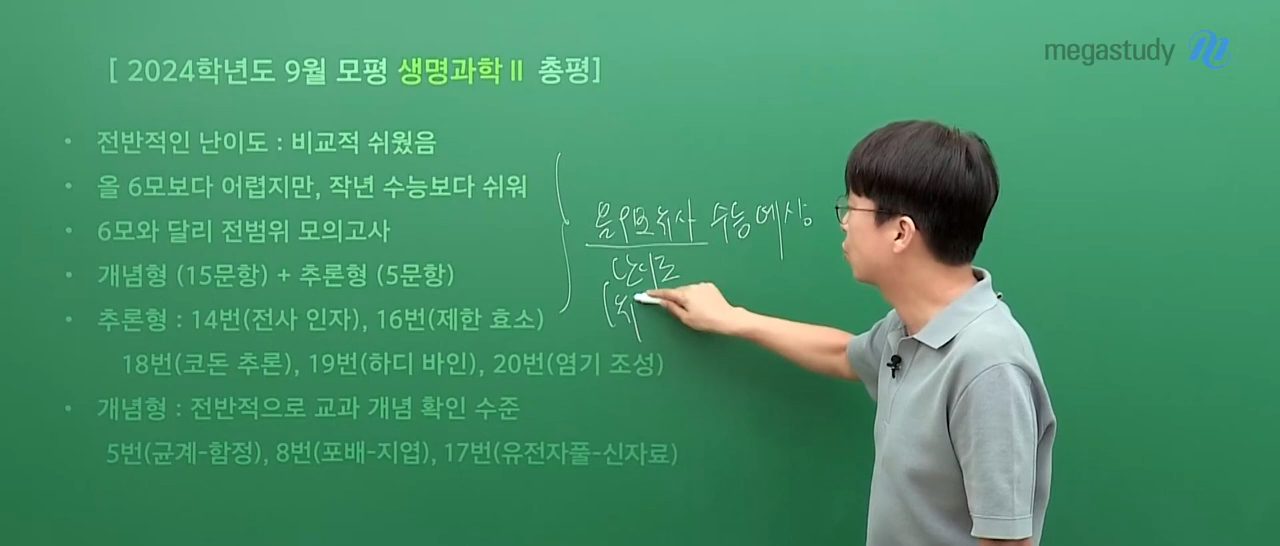 megastudy
[ 2024학년도 9월 모평 생명과학 II 총평]
• 전반적인 난이도 : 비교적 쉬웠음
• 올 6모보다 어렵지만, 작년 수능보다 쉬워
• 6모와 달리 전범위 모의고사
• 개념형 (15문항) + 추론형 (5문항)
• 추론형 : 14번(전사 인자), 16번(제한 효소)
18번(코돈 추론), 19번(하디 바인), 20번(염기 조성)
• 개념형 : 전반적으로 교과 개념 확인 수준
5번(균계-함정), 8번(포배-지엽), 17번(유전자풀-신자료)
유사 수능 예상
난이도